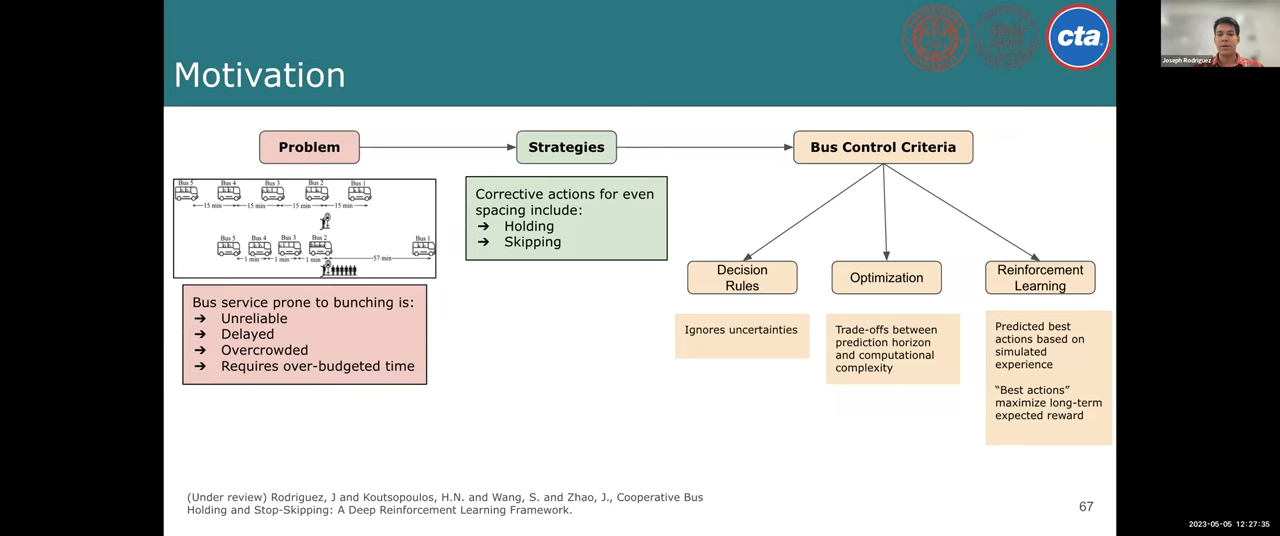 cta
Joseph Rodriguez
Motivation
Problem
Strategies
Bus Control Criteria
Bus 5 Bus 4 Bus 3 Bus 2 Bus 1
15 min 15 min 15 min 15 min
Bus 5 Bus 4 Bus 3 Bus 2 Bus 1
1 min 1 min 1 min 57 min
Bus service prone to bunching is:
➔ Unreliable
➔ Delayed
➔ Overcrowded
➔ Requires over-budgeted time
Corrective actions for even
spacing include:
➔ Holding
➔ Skipping
Decision
Rules
Ignores uncertainties
Optimization
Trade-offs between
prediction horizon
and computational
complexity
Reinforcement
Learning
Predicted best
actions based on
simulated
experience
“Best actions”
maximize long-term
expected reward
(Under review) Rodriguez, J and Koutsopoulos, H.N. and Wang, S. and Zhao, J., Cooperative Bus
Holding and Stop-Skipping: A Deep Reinforcement Learning Framework.
67
2023-05-05 12:27:35